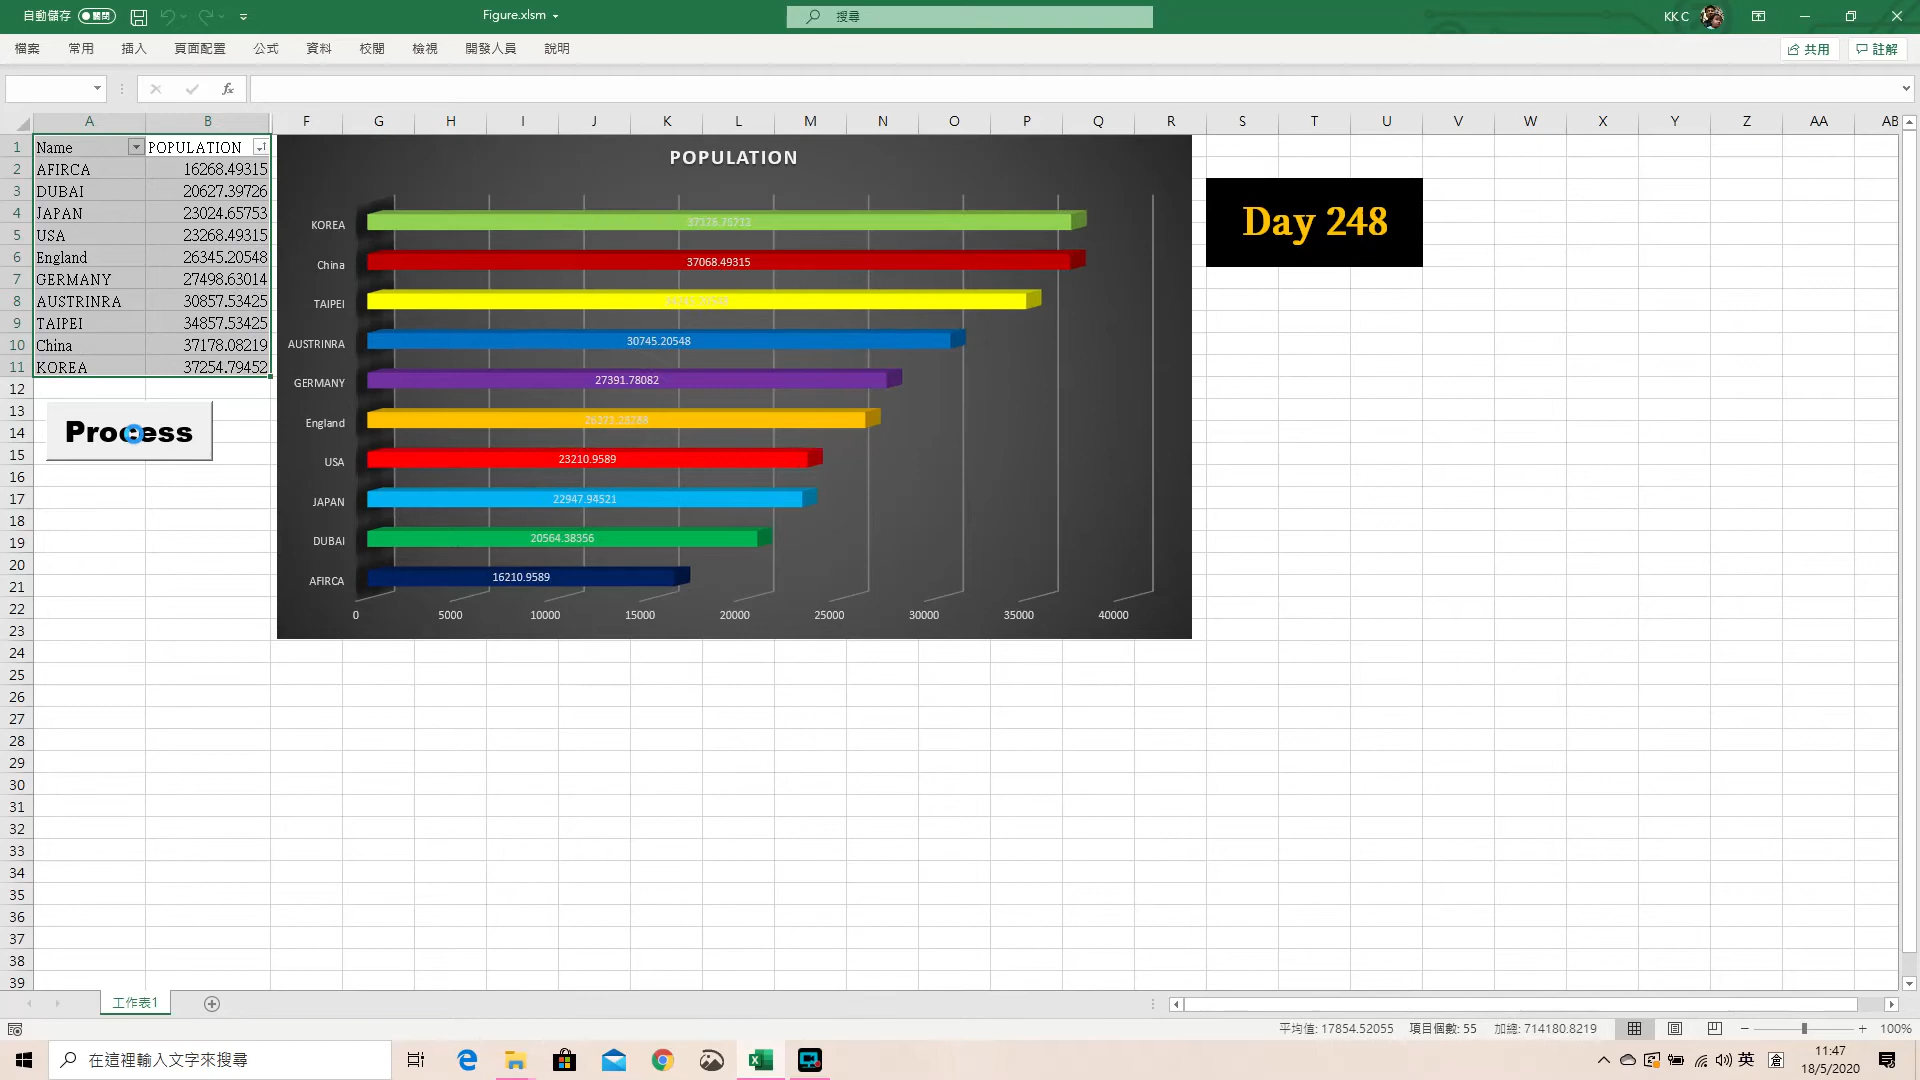 自動儲存 關閉
Figure.xlsm
搜尋
KK C
檔案 常用 插入 頁面配置 公式 資料 校閱 檢視 開發人員 說明
共用 註解
fx
A B F G H I J K L M N O P Q R S T U V W X Y Z AA AB
1 Name POPULATION
2 AFIRCA 16268.49315
3 DUBAI 20627.39726
4 JAPAN 23024.65753
5 USA 23268.49315
6 England 26345.20548
7 GERMANY 27498.63014
8 AUSTRINRA 30857.53425
9 TAIPEI 34857.53425
10 China 37178.08219
11 KOREA 37254.79452
12
13
14
15
16
17
18
19
20
21
22
23
24
25
26
27
28
29
30
31
32
33
34
35
36
37
38
39
Process
POPULATION
KOREA
China 37068.49315
TAIPEI
AUSTRINRA 30745.20548
GERMANY 27391.78082
England
USA 23210.9589
JAPAN 22947.94521
DUBAI 20564.38356
AFIRCA 16210.9589
0 5000 10000 15000 20000 25000 30000 35000 40000
Day 248
工作表1
平均值: 17854.52055 項目個數: 55 加總: 714180.8219
100%
在這裡輸入文字來搜尋
英
倉
11:47
18/5/2020